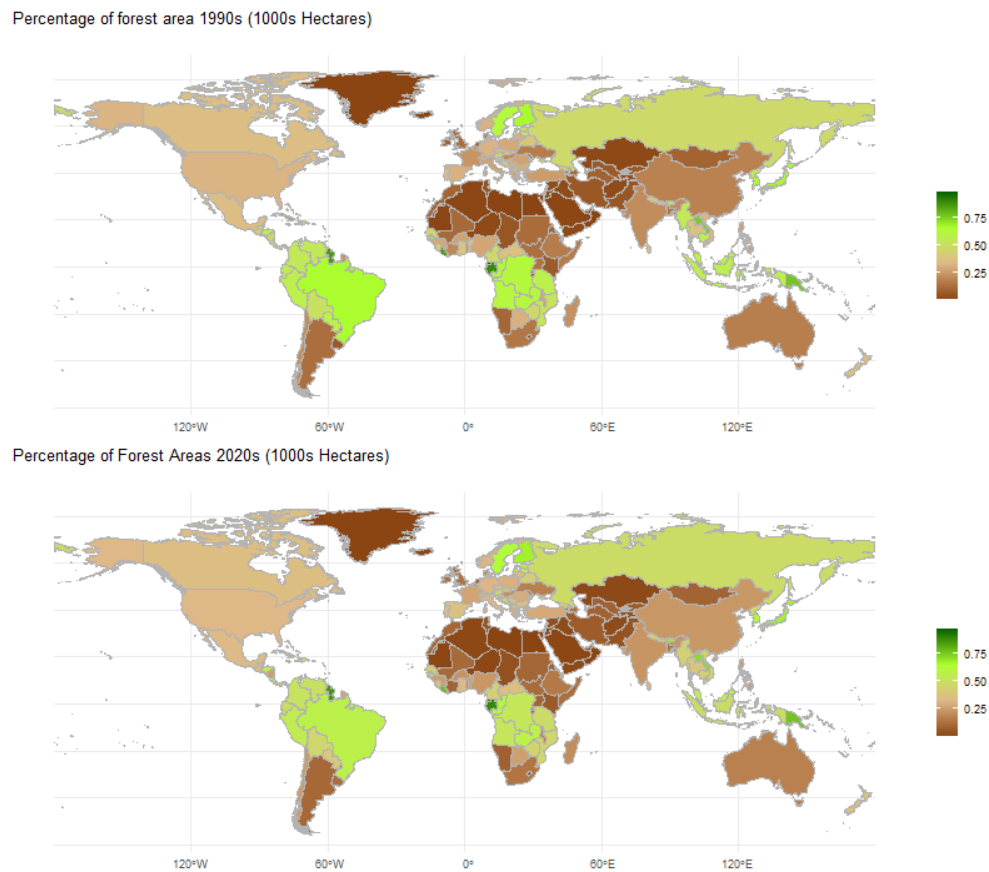 Percentage of forest area 1990s (1000s Hectares)
0.75
0.50
0.25
120°W
60°W
0°
60°E
120°E
Percentage of Forest Areas 2020s (1000s Hectares)
0.75
0.50
0.25
120°W
60°W
0°
60°E
120°E